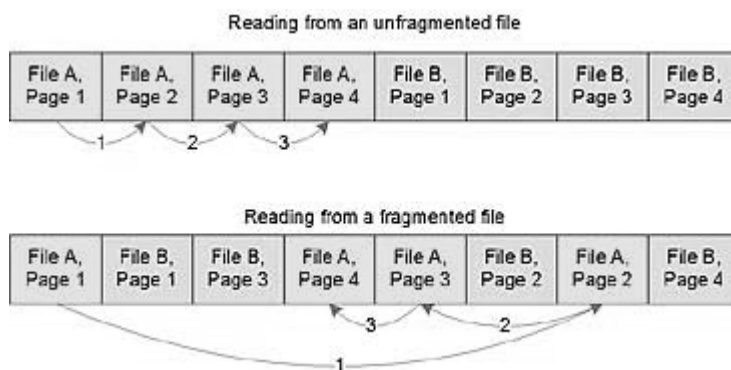 Reading from an unfragmented file
File A, File A, File A, File A, File B, File B, File B, File B,
Page 1 Page 2 Page 3 Page 4 Page 1 Page 2 Page 3 Page 4
1 2 3
Reading from a fragmented file
File A, File B, File B, File A, File A, File B, File A, File B,
Page 1 Page 1 Page 3 Page 4 Page 3 Page 2 Page 2 Page 4
3 2
1